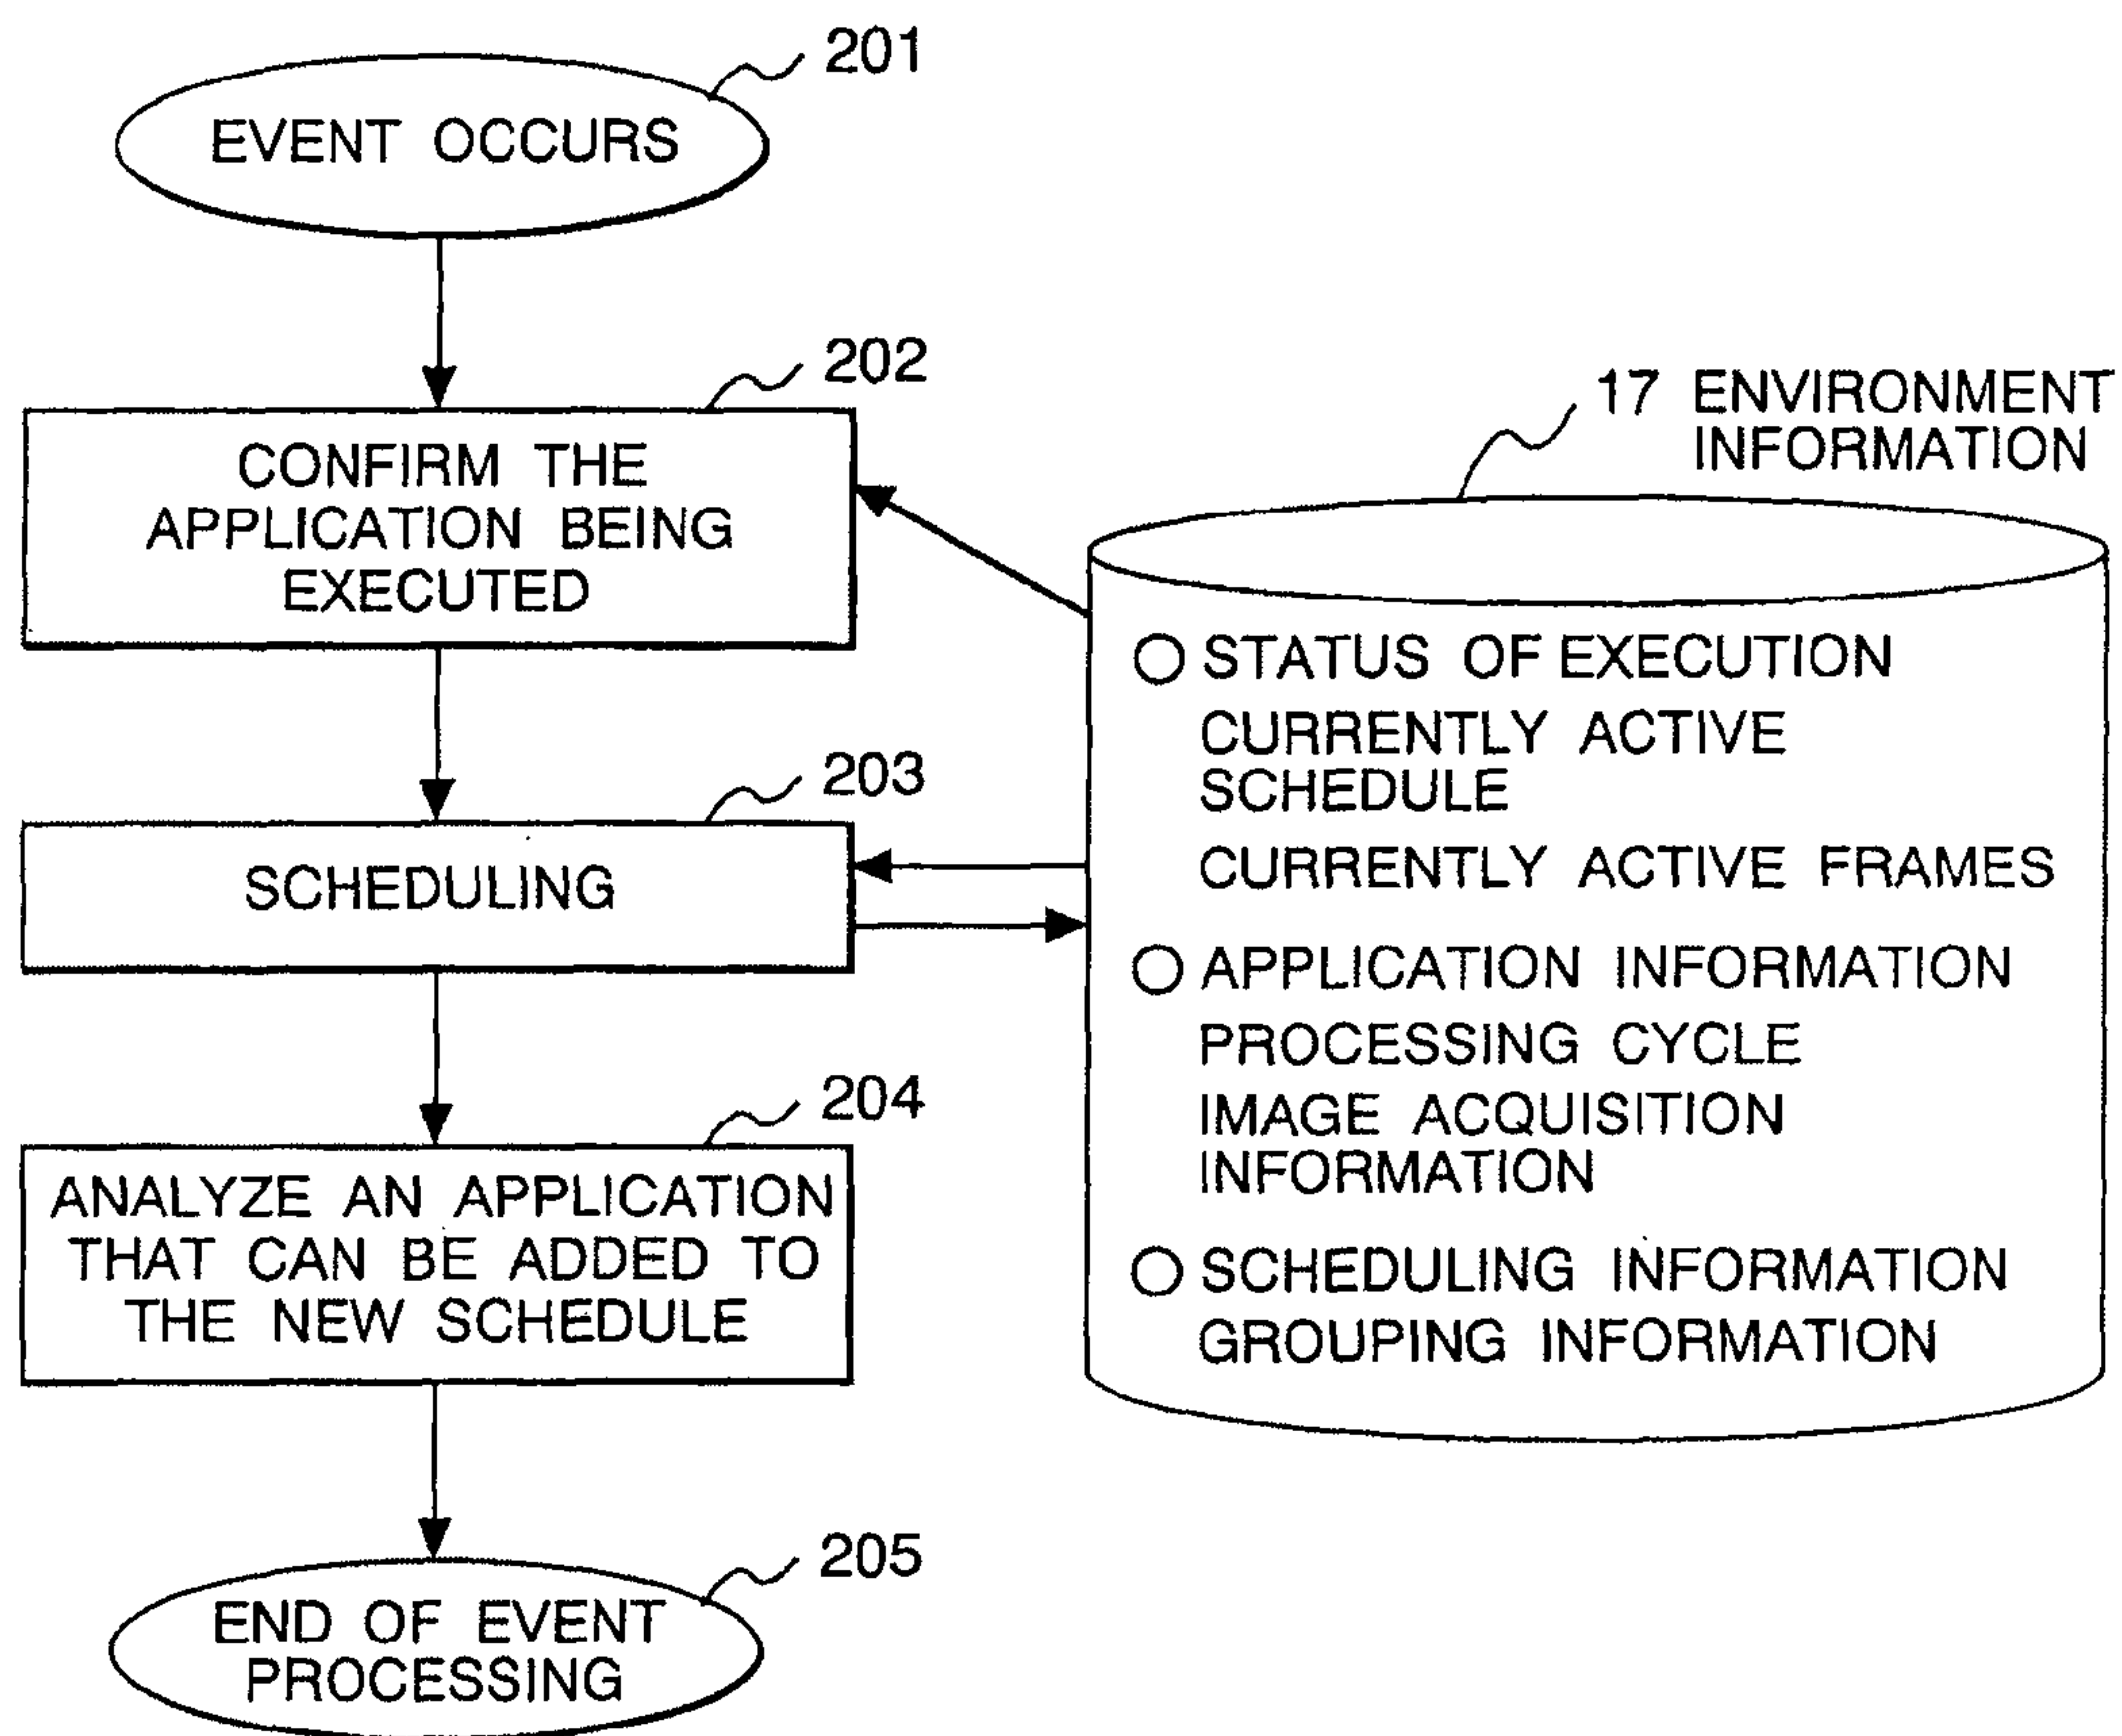 201
EVENT OCCURS
202
CONFIRM THE
APPLICATION BEING
EXECUTED
203
SCHEDULING
204
ANALYZE AN APPLICATION
THAT CAN BE ADDED TO
THE NEW SCHEDULE
205
END OF EVENT
PROCESSING
17 ENVIRONMENT
INFORMATION
○ STATUS OF EXECUTION
CURRENTLY ACTIVE
SCHEDULE
CURRENTLY ACTIVE FRAMES
○ APPLICATION INFORMATION
PROCESSING CYCLE
IMAGE ACQUISITION
INFORMATION
○ SCHEDULING INFORMATION
GROUPING INFORMATION